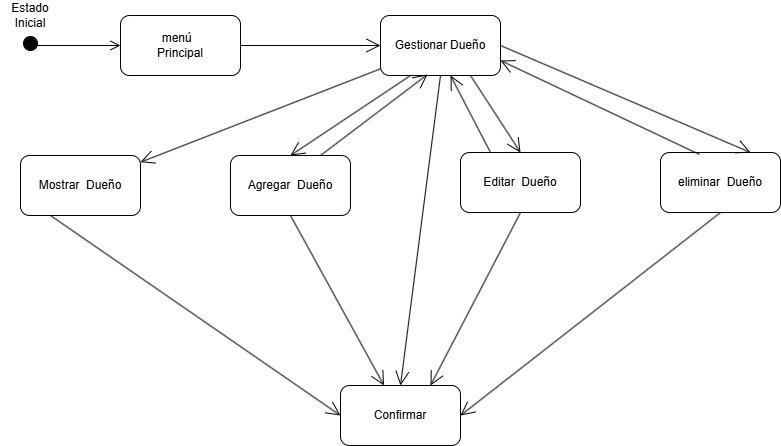 Estado
Inicial
menú
Principal
Gestionar Dueño
Mostrar Dueño
Agregar Dueño
Editar Dueño
eliminar Dueño
Confirmar